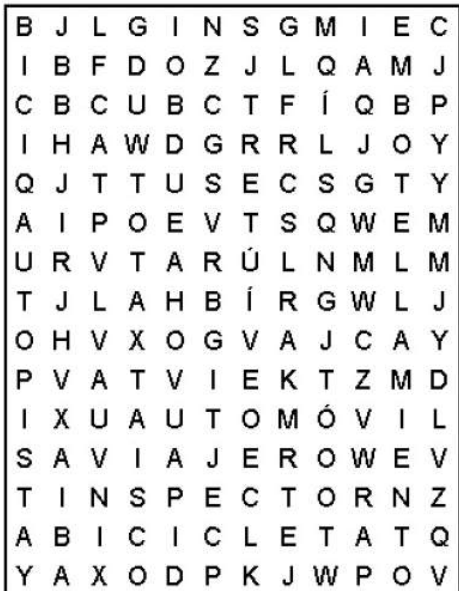 B J L G I N S G M I E C
I B F D O Z J L Q A M J
C B C U B C T F Í Q B P
I H A W D G R R L J O Y
Q J T T U S E C S G T Y
A I P O E V T S Q W E M
U R V T A R Ú L N M L M
T J L A H B Í R G W L J
O H V X O G V A J C A Y
P V A T V I E K T Z M D
I X U A U T O M Ó V I L
S A V I A J E R O W E V
T I N S P E C T O R N Z
A B I C I C L E T A T Q
Y A X O D P K J W P O V